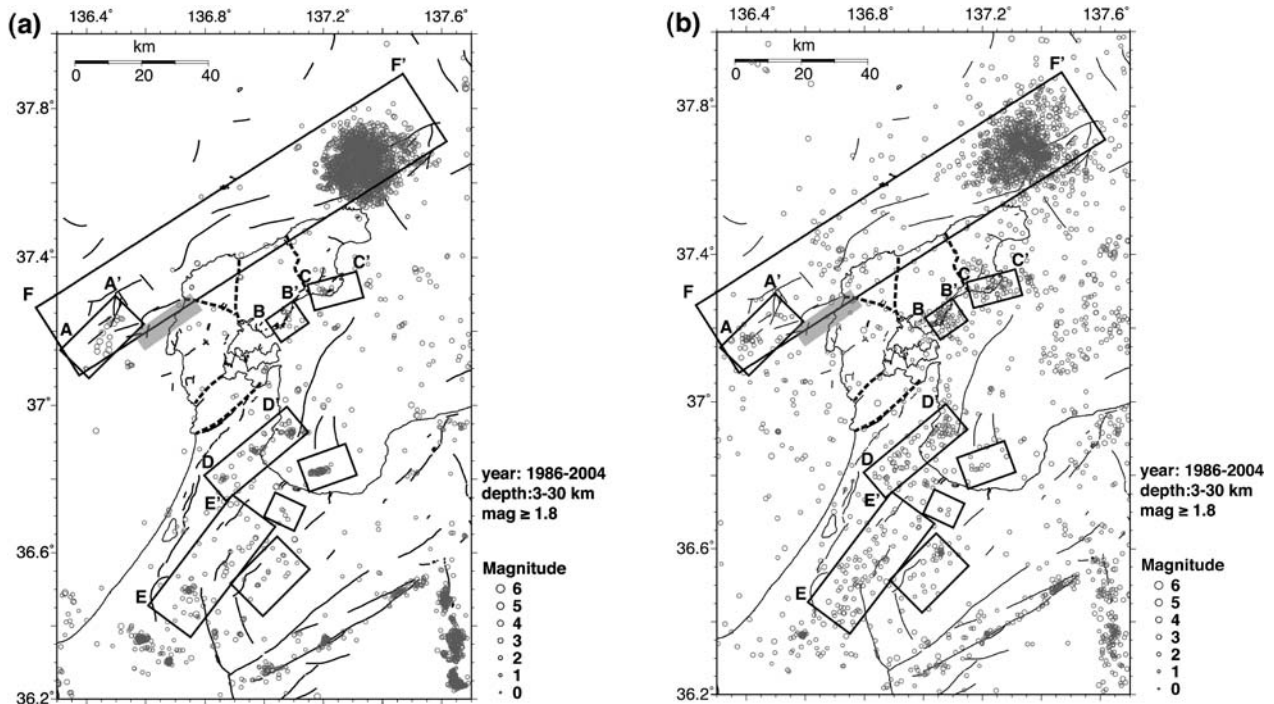 (a)
136.4° 136.8° 137.2° 137.6°
km
0 20 40
37.8°
37.4°
37°
36.6°
36.2°
F'
F
A'
A
C'
C
B'
B
D'
D
E'
E
year: 1986-2004
depth:3-30 km
mag ≥ 1.8
Magnitude
6
5
4
3
2
1
0
(b)
136.4° 136.8° 137.2° 137.6°
km
0 20 40
37.8°
37.4°
37°
36.6°
36.2°
F'
F
A'
A
C'
C
B'
B
D'
D
E'
E
year: 1986-2004
depth:3-30 km
mag ≥ 1.8
Magnitude
6
5
4
3
2
1
0